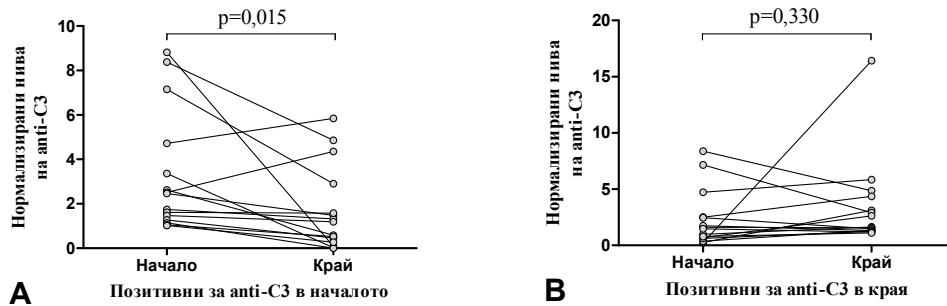 p=0,015
10
8
6
4
2
0
Нормализирани нива
на anti-C3
Начало Край
Позитивни за anti-C3 в началото
A
p=0,330
20
15
10
5
0
Нормализирани нива
на anti-C3
Начало Край
Позитивни за anti-C3 в края
B